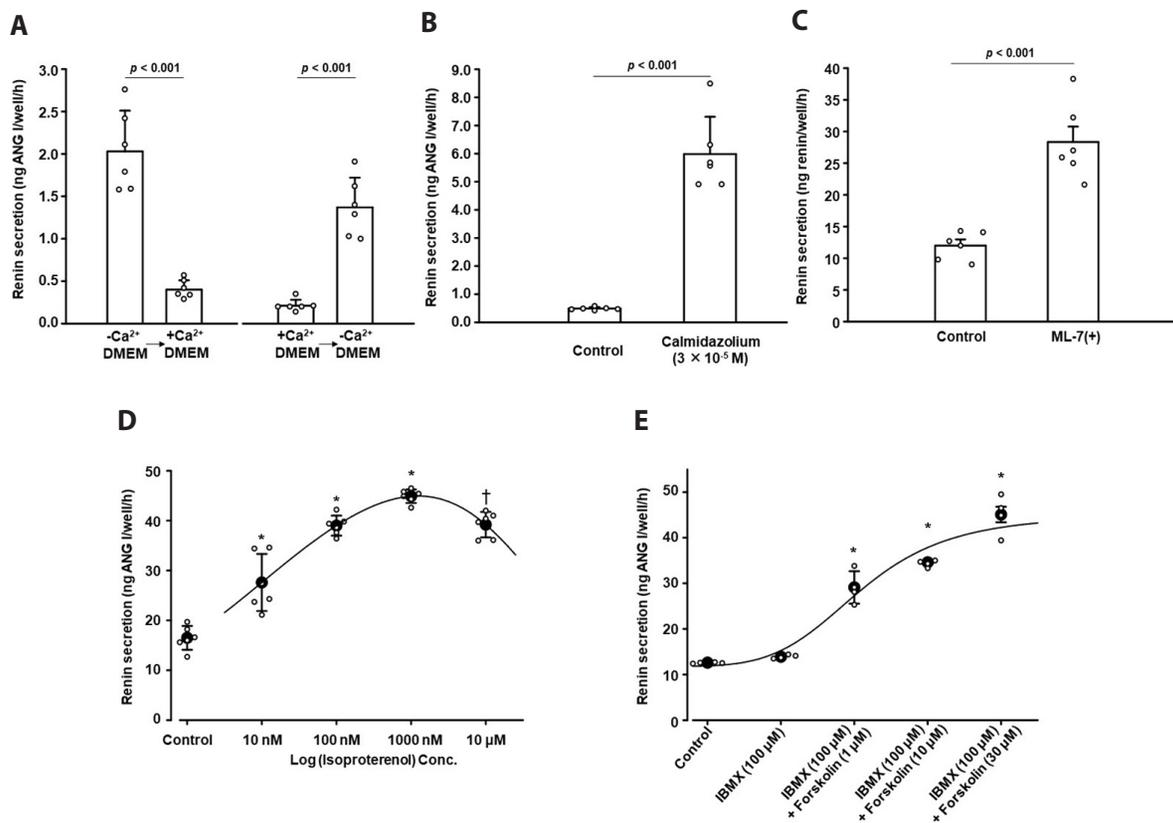 A
Renin secretion (ng ANG I/well/h)
3.0
2.5
2.0
1.5
1.0
0.5
0.0
p < 0.001
p < 0.001
-Ca²⁺ → +Ca²⁺
DMEM DMEM
+Ca²⁺ → -Ca²⁺
DMEM DMEM
B
Renin secretion (ng ANG I/well/h)
9.0
8.0
7.0
6.0
5.0
4.0
3.0
2.0
1.0
0.0
p < 0.001
Control
Calmidazolium
(3 × 10⁻⁵ M)
C
Renin secretion (ng renin/well/h)
40
35
30
25
20
15
10
5
0
p < 0.001
Control
ML-7(+)
D
Renin secretion (ng ANG I/well/h)
50
40
30
20
10
0
*
*
*
†
Control
10 nM
100 nM
1000 nM
10 µM
Log (Isoproterenol) Conc.
E
Renin secretion (ng ANG I/well/h)
50
40
30
20
10
0
*
*
*
Control
IBMX (100 µM)
IBMX (100 µM)
+ Forskolin (1 µM)
IBMX (100 µM)
+ Forskolin (10 µM)
IBMX (100 µM)
+ Forskolin (30 µM)